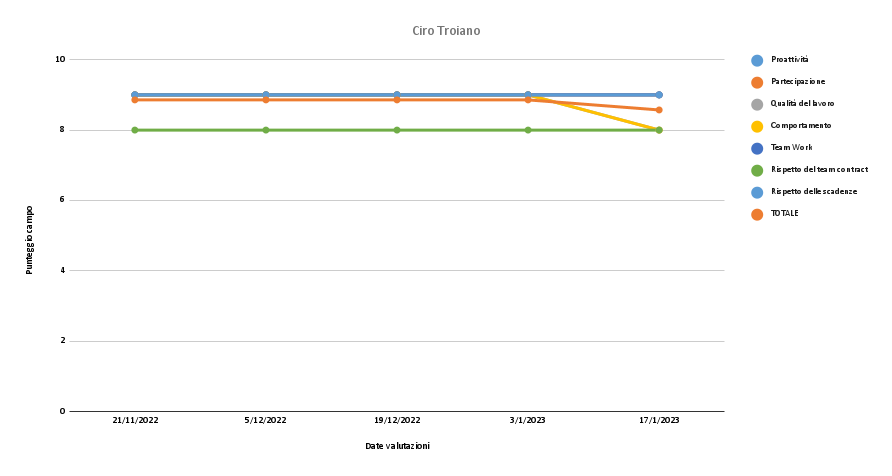 Ciro Troiano
10
8
6
4
2
0
Punteggio campo
21/11/2022
5/12/2022
19/12/2022
3/1/2023
17/1/2023
Date valutazioni
Proattività
Partecipazione
Qualità del lavoro
Comportamento
Team Work
Rispetto del team contract
Rispetto delle scadenze
TOTALE